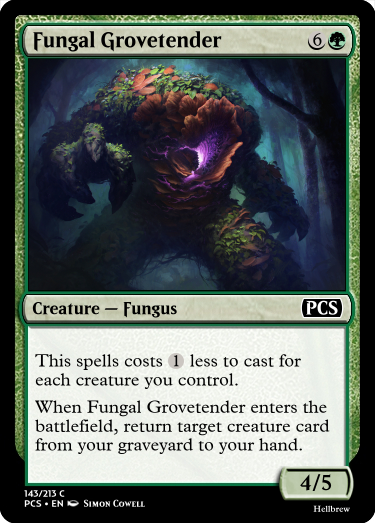 Fungal Grovetender 6
Creature — Fungus PCS
This spells costs 1 less to cast for
each creature you control.
When Fungal Grovetender enters the
battlefield, return target creature card
from your graveyard to your hand.
4/5
143/213 C
PCS • EN Simon Cowell
Hellbrew